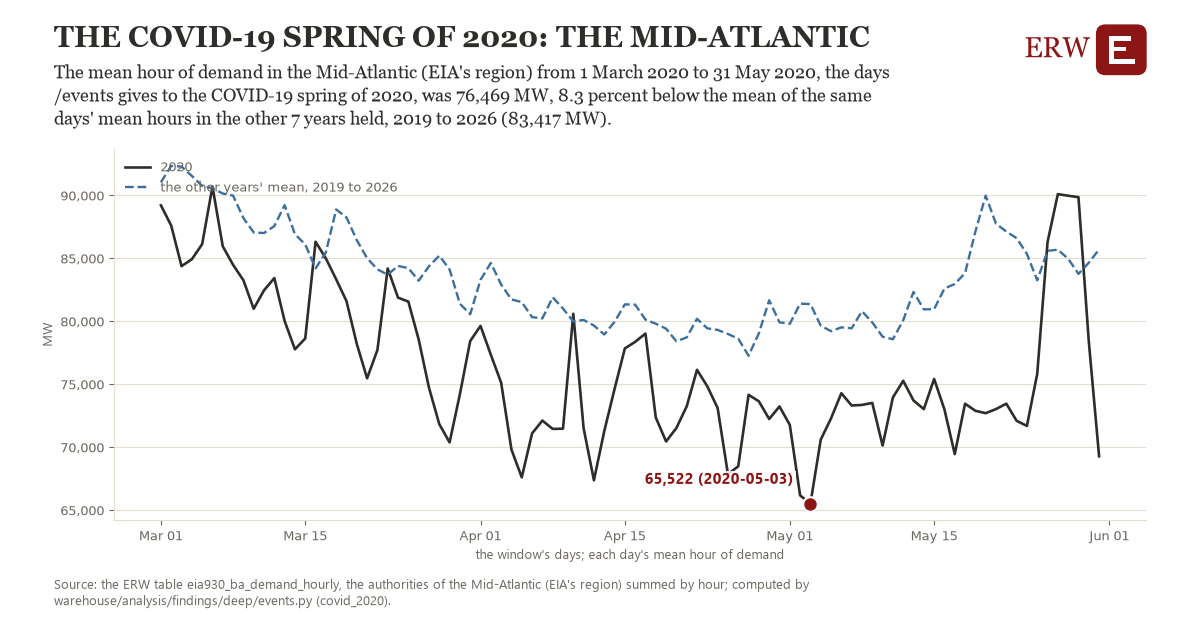 THE COVID-19 SPRING OF 2020: THE MID-ATLANTIC
ERW E
The mean hour of demand in the Mid-Atlantic (EIA's region) from 1 March 2020 to 31 May 2020, the days
/events gives to the COVID-19 spring of 2020, was 76,469 MW, 8.3 percent below the mean of the same
days' mean hours in the other 7 years held, 2019 to 2026 (83,417 MW).
2020
the other years' mean, 2019 to 2026
90,000
85,000
80,000
75,000
70,000
65,000
MW
65,522 (2020-05-03)
Mar 01
Mar 15
Apr 01
Apr 15
May 01
May 15
Jun 01
the window's days; each day's mean hour of demand
Source: the ERW table eia930_ba_demand_hourly, the authorities of the Mid-Atlantic (EIA's region) summed by hour; computed by
warehouse/analysis/findings/deep/events.py (covid_2020).